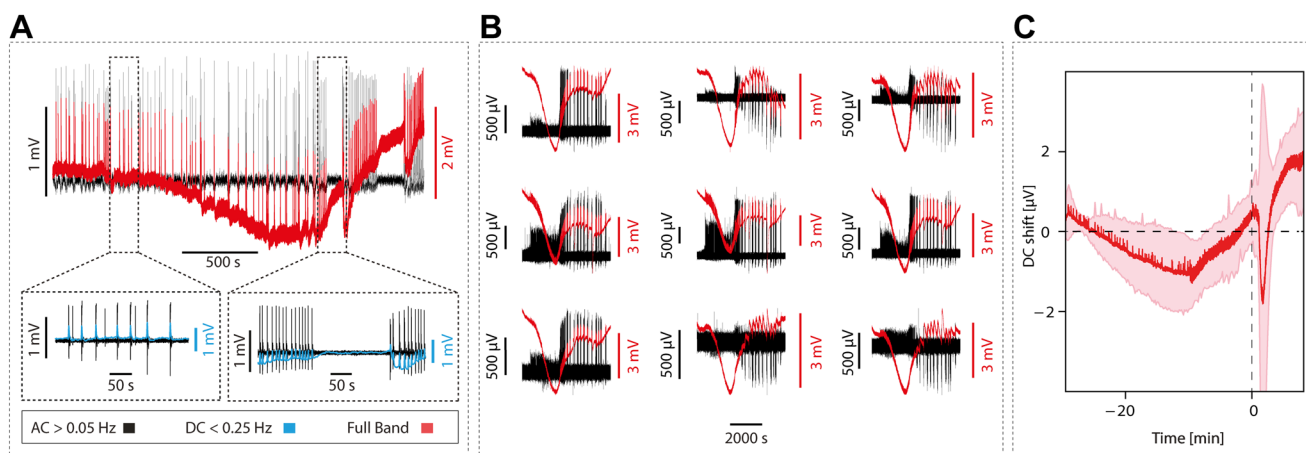 A
B
C
1 mV
2 mV
500 s
1 mV
1 mV
50 s
1 mV
1 mV
50 s
AC > 0.05 Hz
DC < 0.25 Hz
Full Band
500 µV
3 mV
500 µV
3 mV
500 µV
3 mV
500 µV
3 mV
500 µV
3 mV
500 µV
3 mV
500 µV
3 mV
500 µV
3 mV
500 µV
3 mV
2000 s
DC shift [µV]
2
0
−2
−20
0
Time [min]